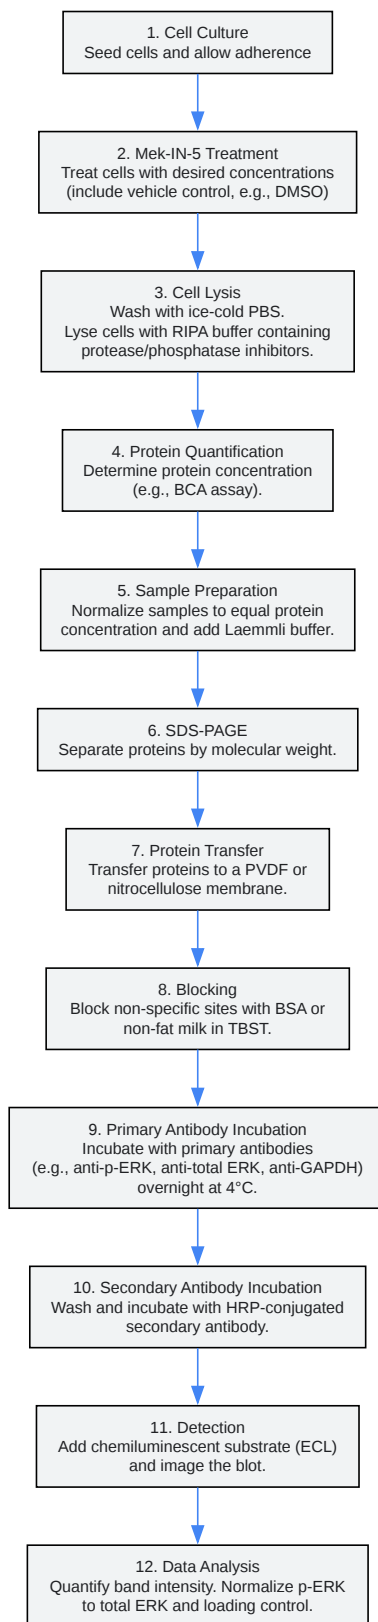 1. Cell Culture
Seed cells and allow adherence
2. Mek-IN-5 Treatment
Treat cells with desired concentrations
(include vehicle control, e.g., DMSO)
3. Cell Lysis
Wash with ice-cold PBS.
Lyse cells with RIPA buffer containing
protease/phosphatase inhibitors.
4. Protein Quantification
Determine protein concentration
(e.g., BCA assay).
5. Sample Preparation
Normalize samples to equal protein
concentration and add Laemmli buffer.
6. SDS-PAGE
Separate proteins by molecular weight.
7. Protein Transfer
Transfer proteins to a PVDF or
nitrocellulose membrane.
8. Blocking
Block non-specific sites with BSA or
non-fat milk in TBST.
9. Primary Antibody Incubation
Incubate with primary antibodies
(e.g., anti-p-ERK, anti-total ERK, anti-GAPDH)
overnight at 4°C.
10. Secondary Antibody Incubation
Wash and incubate with HRP-conjugated
secondary antibody.
11. Detection
Add chemiluminescent substrate (ECL)
and image the blot.
12. Data Analysis
Quantify band intensity. Normalize p-ERK
to total ERK and loading control.